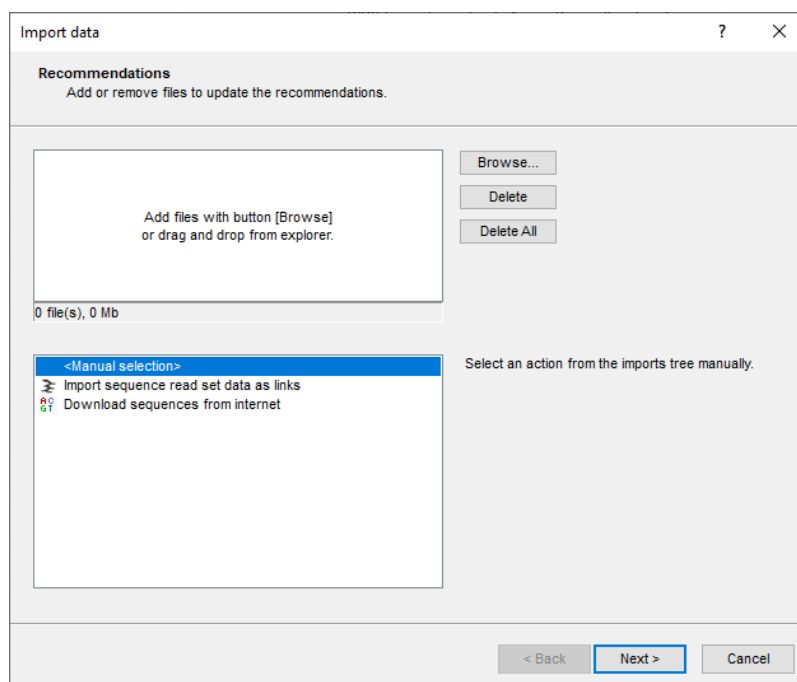 Import data
?
Recommendations
Add or remove files to update the recommendations.
Add files with button [Browse]
or drag and drop from explorer.
Browse...
Delete
Delete All
0 file(s), 0 Mb
<Manual selection>
Import sequence read set data as links
A C
G T
Download sequences from internet
Select an action from the imports tree manually.
< Back
Next >
Cancel